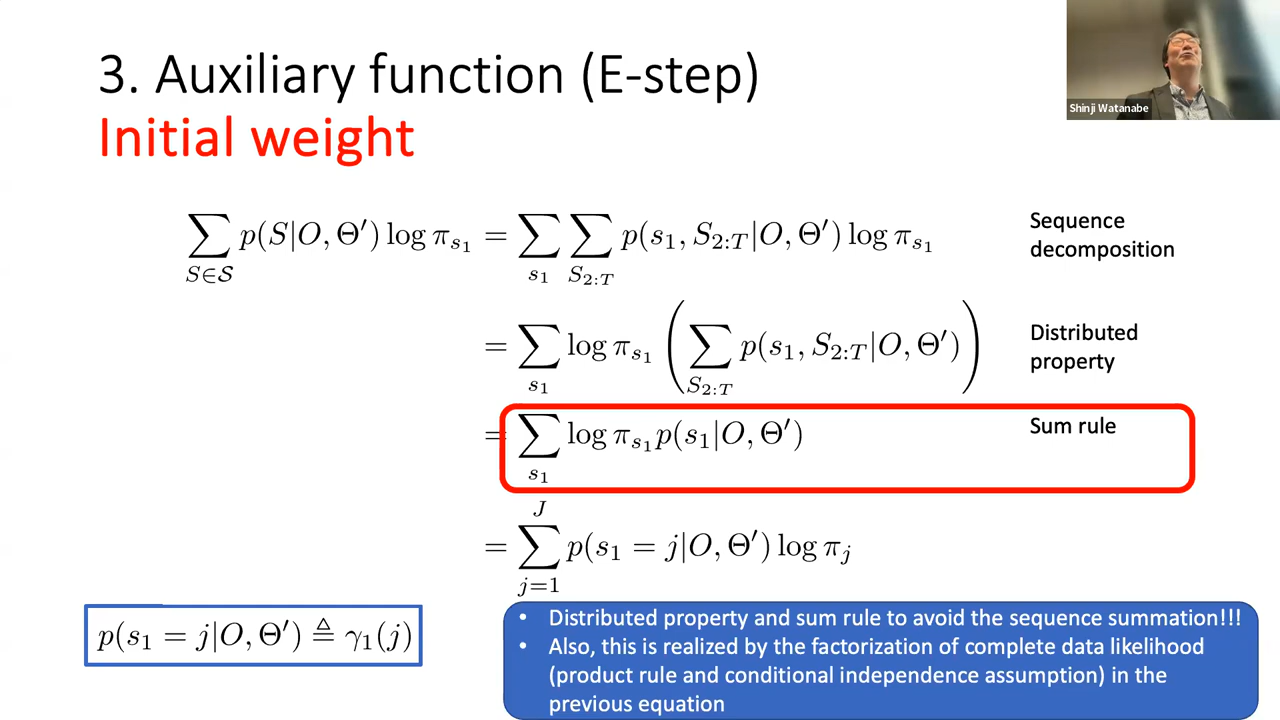 3. Auxiliary function (E-step)
Initial weight
Shinji Watanabe
∑_{S∈𝒮} p(S|O, Θ′) log π_{s_1} = ∑_{s_1} ∑_{S_{2:T}} p(s_1, S_{2:T}|O, Θ′) log π_{s_1}
Sequence
decomposition
= ∑_{s_1} log π_{s_1} ( ∑_{S_{2:T}} p(s_1, S_{2:T}|O, Θ′) )
Distributed
property
= ∑_{s_1} log π_{s_1} p(s_1|O, Θ′)
Sum rule
= ∑_{j=1}^{J} p(s_1 = j|O, Θ′) log π_j
p(s_1 = j|O, Θ′) ≜ γ_1(j)
• Distributed property and sum rule to avoid the sequence summation!!!
• Also, this is realized by the factorization of complete data likelihood
(product rule and conditional independence assumption) in the
previous equation